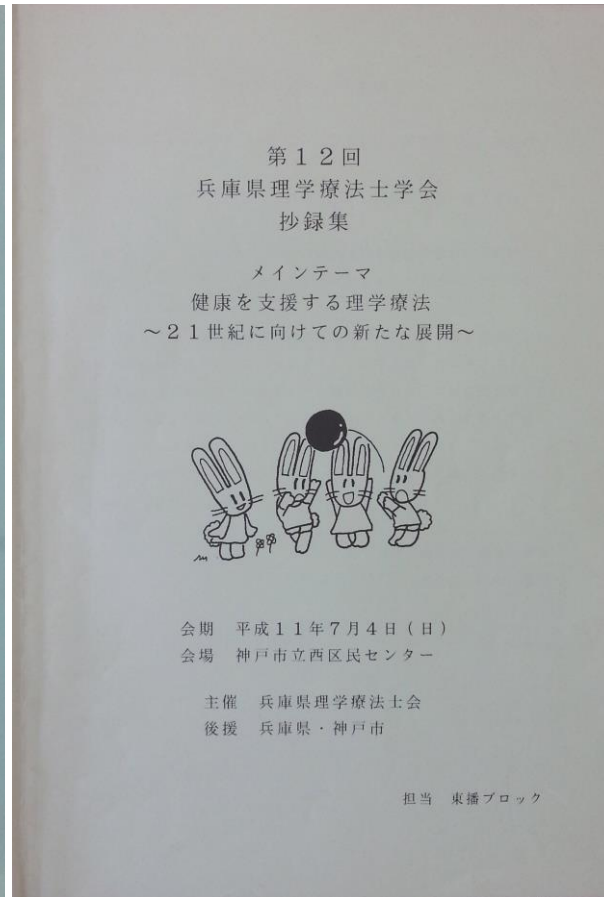 第１２回
兵庫県理学療法士学会
抄録集
メインテーマ
健康を支援する理学療法
～２１世紀に向けての新たな展開～
会期　平成１１年７月４日（日）
会場　神戸市立西区民センター
主催　兵庫県理学療法士会
後援　兵庫県・神戸市
担当　東播ブロック